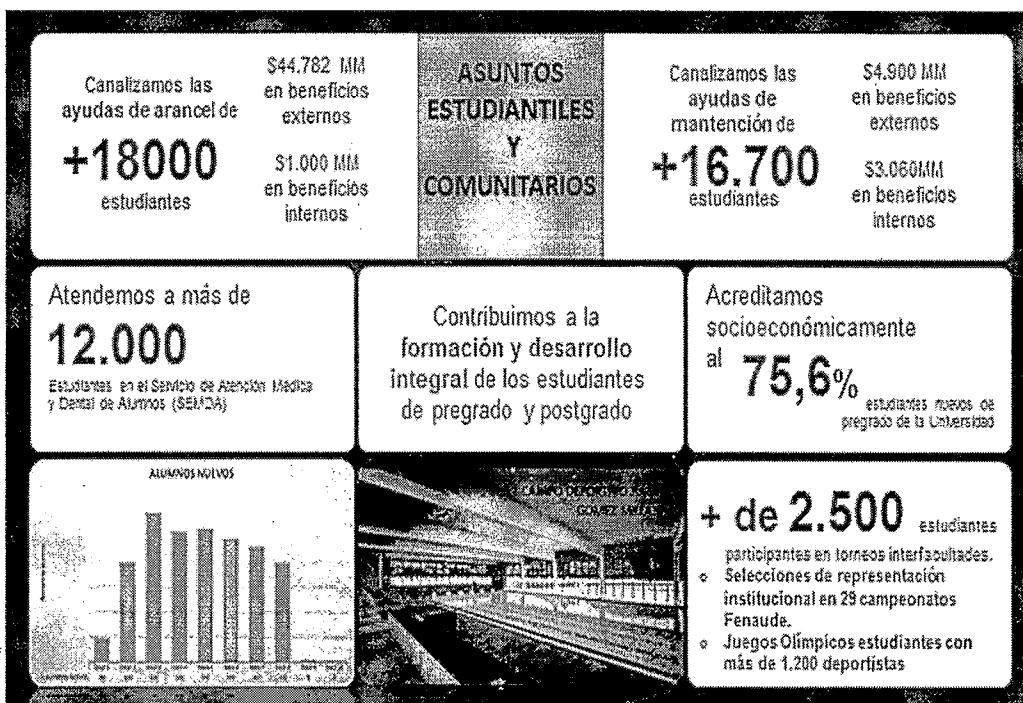 Canalizamos las
ayudas de arancel de
+18000
estudiantes
$44.782 MM
en beneficios
externos
$1.000 MM
en beneficios
internos
ASUNTOS
ESTUDIANTILES
Y
COMUNITARIOS
Canalizamos las
ayudas de
mantención de
+16.700
estudiantes
$4.900 MM
en beneficios
externos
$3.060MM
en beneficios
internos
Atendemos a más de
12.000
Estudiantes en el Servicio de Atención Médica
y Dental de Alumnos (SEMDA)
Contribuimos a la
formación y desarrollo
integral de los estudiantes
de pregrado y postgrado
Acreditamos
socioeconómicamente
al 75,6%
estudiantes nuevos de
pregrado de la Universidad
ALUMNOS NUEVOS
CAMPO DEPORTIVO
GOMEZ
+ de 2.500 estudiantes
participantes en torneos interfacultades.
o Selecciones de representación
institucional en 29 campeonatos
Fenaude.
o Juegos Olímpicos estudiantes con
más de 1.200 deportistas